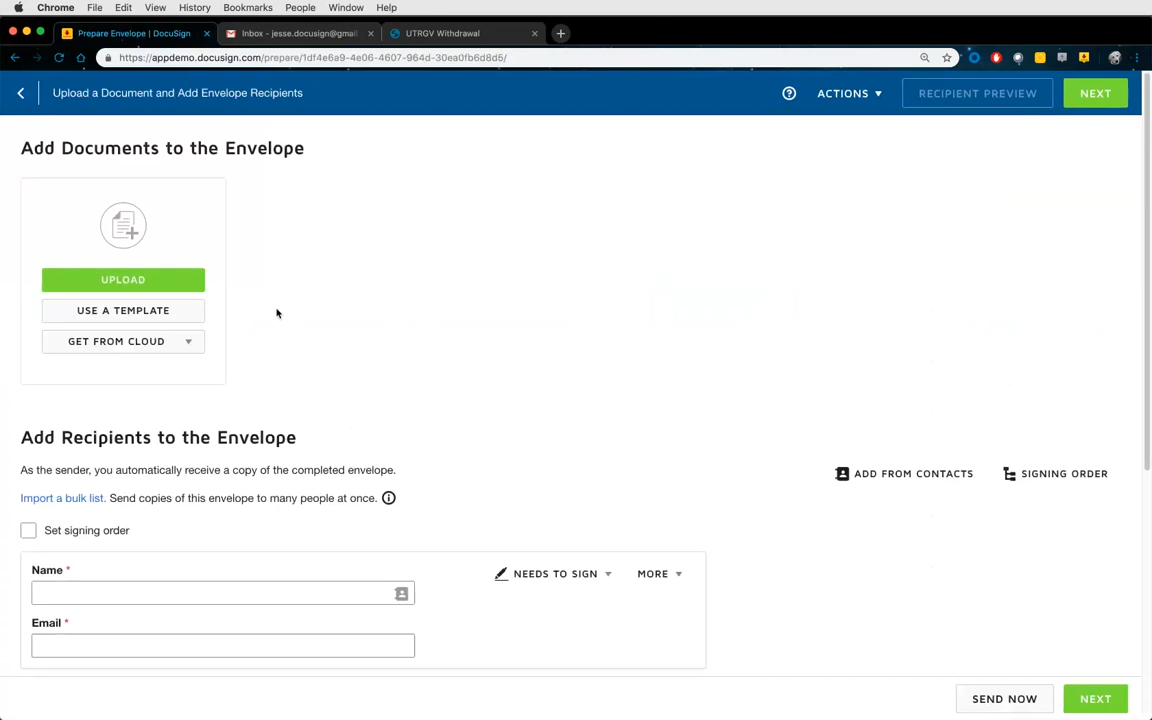 Chrome File Edit View History Bookmarks People Window Help
Prepare Envelope | DocuSign
Inbox - jesse.docusign@gmail
UTRGV Withdrawal
https://appdemo.docusign.com/prepare/1df4e6a9-4e06-4607-964d-30ea0fb6d8d5/
Upload a Document and Add Envelope Recipients
ACTIONS
RECIPIENT PREVIEW
NEXT
Add Documents to the Envelope
UPLOAD
USE A TEMPLATE
GET FROM CLOUD
Add Recipients to the Envelope
As the sender, you automatically receive a copy of the completed envelope.
ADD FROM CONTACTS
SIGNING ORDER
Import a bulk list. Send copies of this envelope to many people at once.
Set signing order
Name *
NEEDS TO SIGN
MORE
Email *
SEND NOW
NEXT